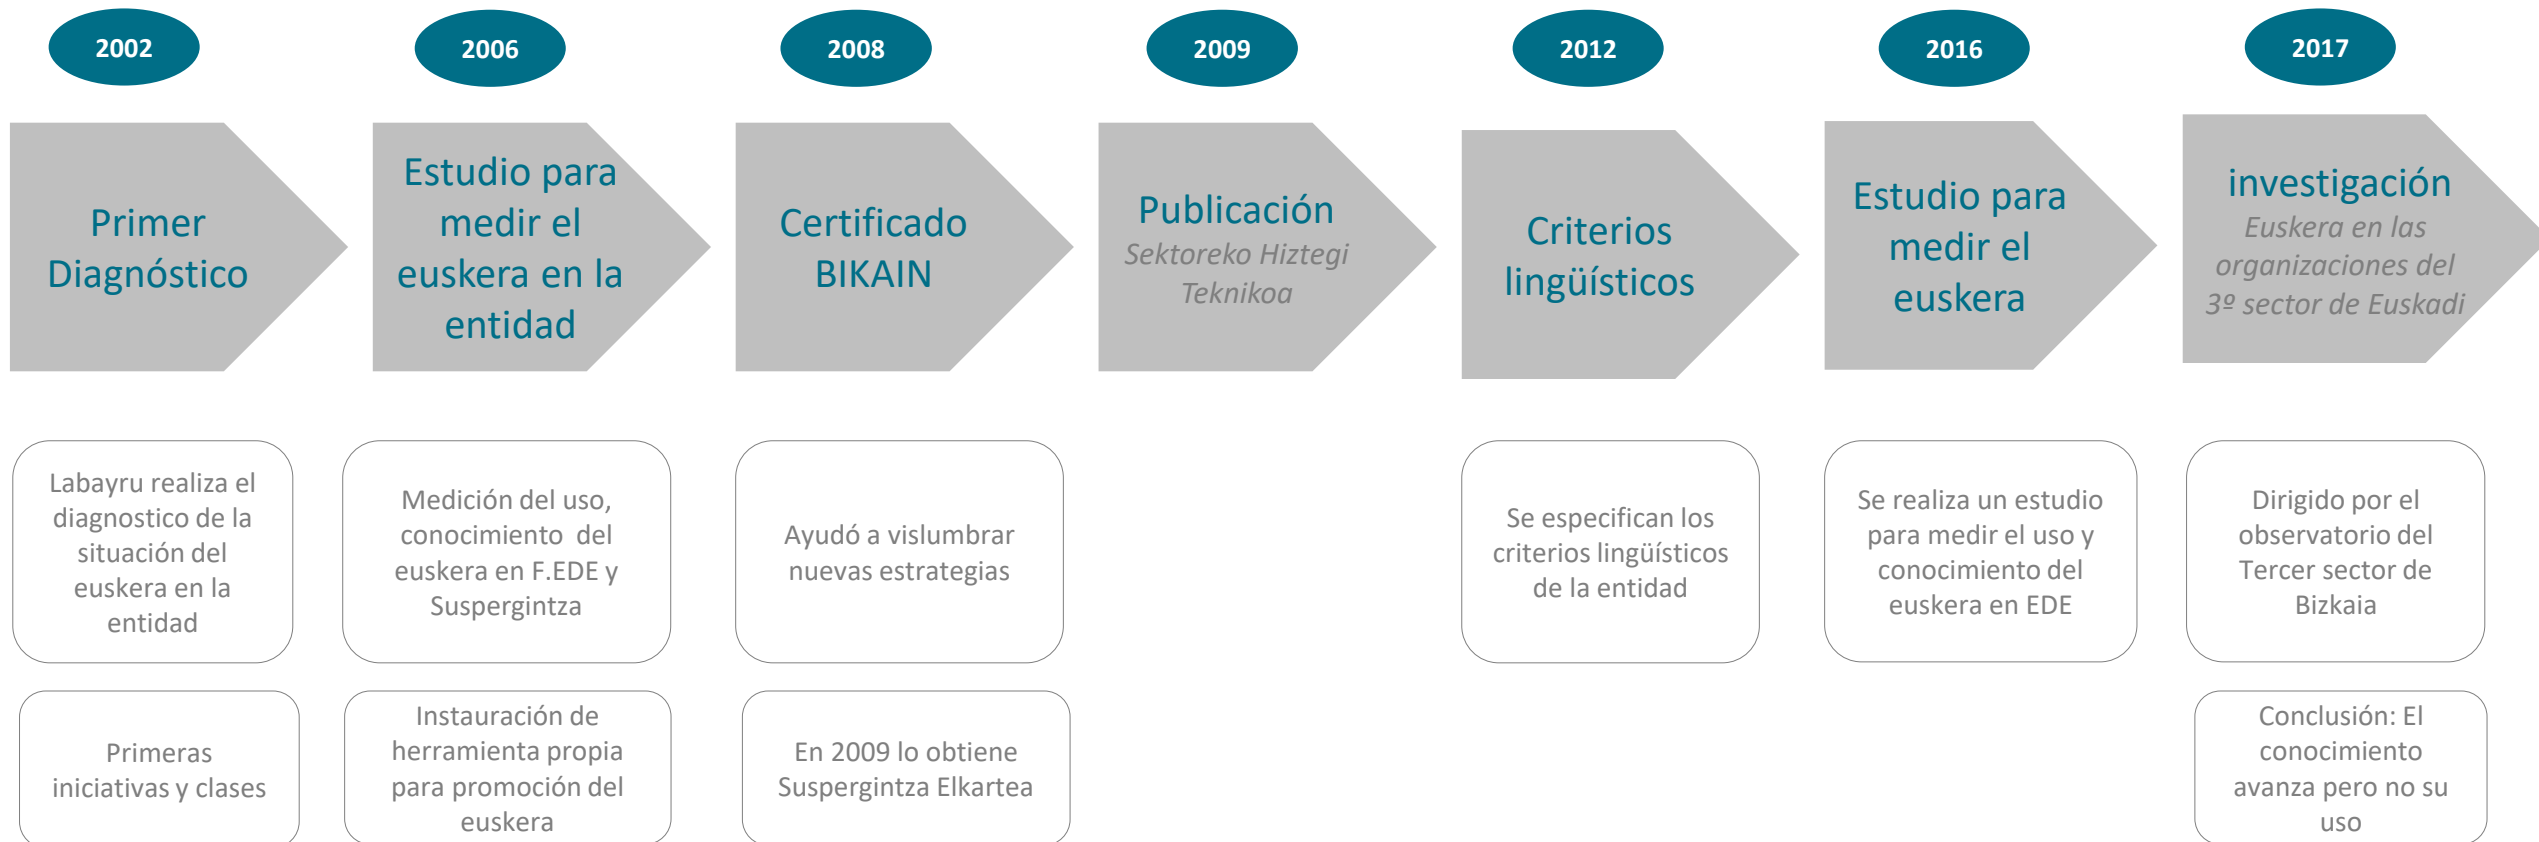 2002
2006
2008
2009
2012
2016
2017
Primer
Diagnóstico
Estudio para
medir el
euskera en la
entidad
Certificado
BIKAIN
Publicación
Sektoreko Hiztegi
Teknikoa
Criterios
lingüísticos
Estudio para
medir el
euskera
investigación
Euskera en las
organizaciones del
3º sector de Euskadi
Labayru realiza el
diagnostico de la
situación del
euskera en la
entidad
Medición del uso,
conocimiento del
euskera en F.EDE y
Suspergintza
Ayudó a vislumbrar
nuevas estrategias
Se especifican los
criterios lingüísticos
de la entidad
Se realiza un estudio
para medir el uso y
conocimiento del
euskera en EDE
Dirigido por el
observatorio del
Tercer sector de
Bizkaia
Primeras
iniciativas y clases
Instauración de
herramienta propia
para promoción del
euskera
En 2009 lo obtiene
Suspergintza Elkartea
Conclusión: El
conocimiento
avanza pero no su
uso